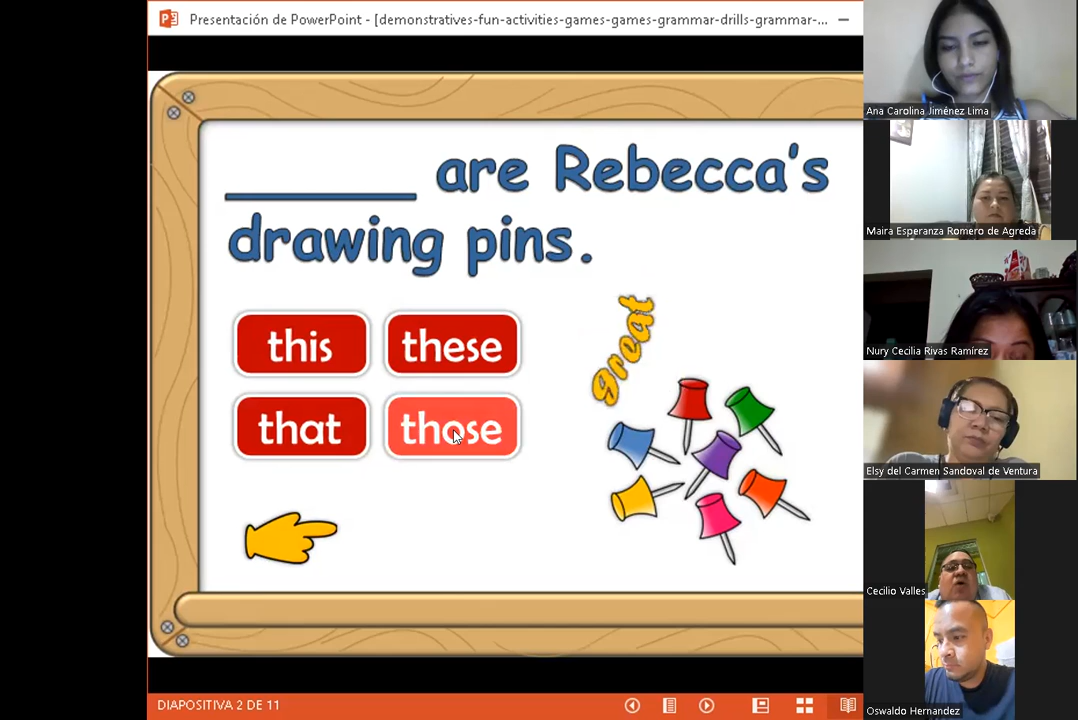 Presentación de PowerPoint - [demonstratives-fun-activities-games-games-grammar-drills-grammar-...
_______ are Rebecca's
drawing pins.
this
these
that
those
great
DIAPOSITIVA 2 DE 11
Ana Carolina Jiménez Lima
Maira Esperanza Romero de Agreda
Nury Cecilia Rivas Ramírez
Elsy del Carmen Sandoval de Ventura
Cecilio Valles
Oswaldo Hernandez